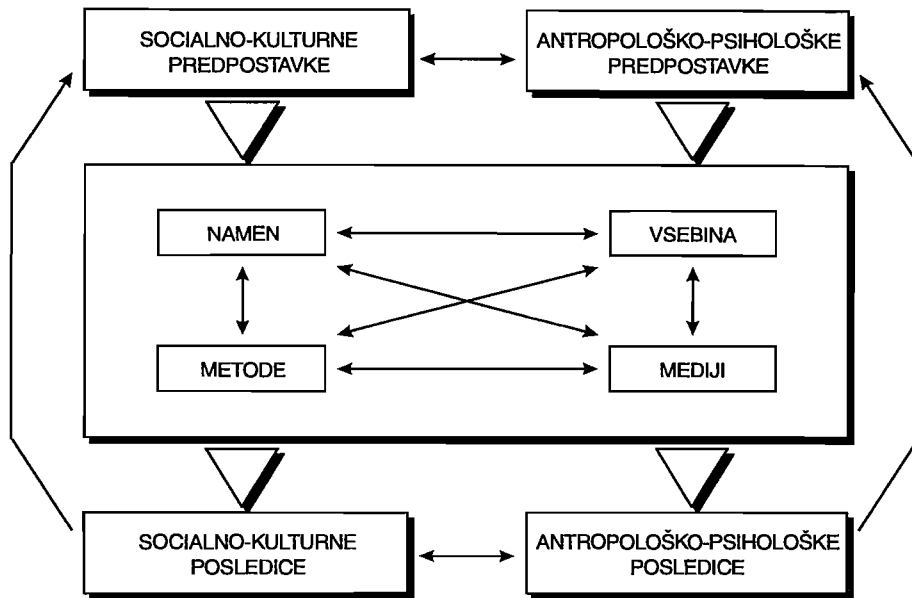 SOCIALNO-KULTURNE
PREDPOSTAVKE
ANTROPOLOŠKO-PSIHOLOŠKE
PREDPOSTAVKE
NAMEN
VSEBINA
METODE
MEDIJI
SOCIALNO-KULTURNE
POSLEDICE
ANTROPOLOŠKO-PSIHOLOŠKE
POSLEDICE